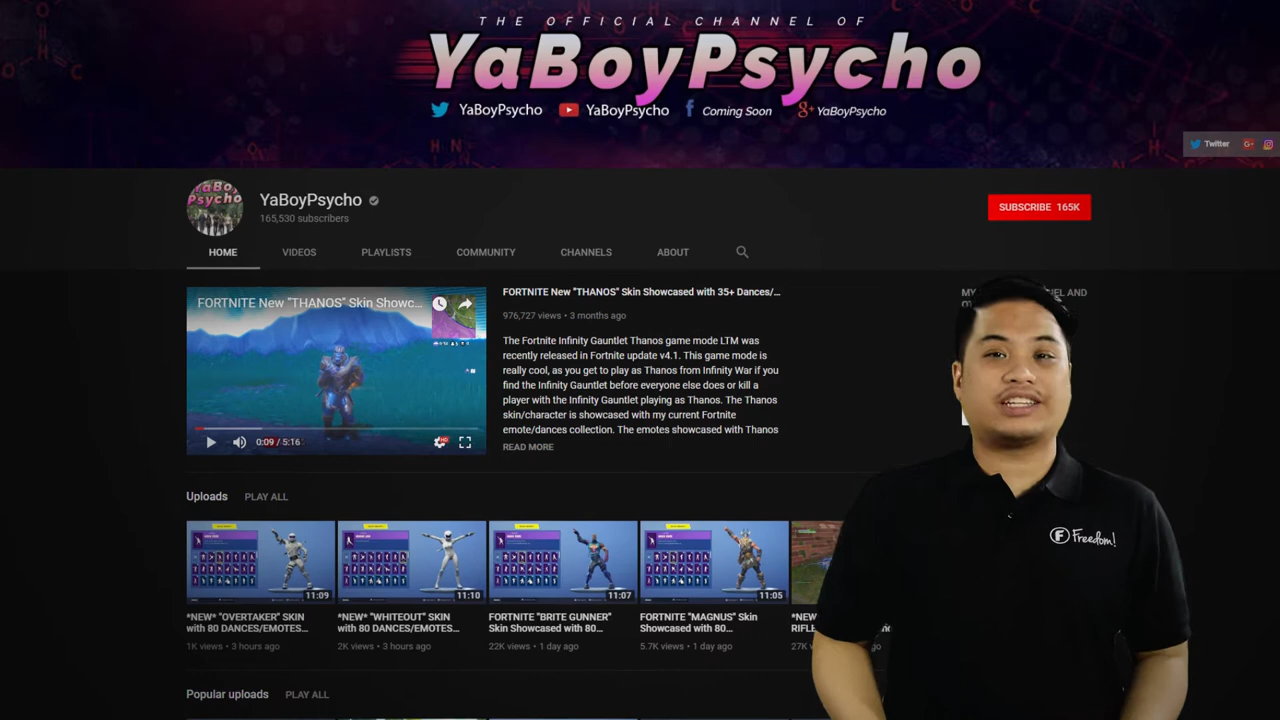 THE OFFICIAL CHANNEL OF
YaBoyPsycho
YaBoyPsycho YaBoyPsycho Coming Soon YaBoyPsycho
Twitter
YaBoyPsycho
165,530 subscribers
SUBSCRIBE 165K
HOME VIDEOS PLAYLISTS COMMUNITY CHANNELS ABOUT
FORTNITE New "THANOS" Skin Showc...
0:09 / 5:16
HD
FORTNITE New "THANOS" Skin Showcased with 35+ Dances/...
976,727 views • 3 months ago
The Fortnite Infinity Gauntlet Thanos game mode LTM was
recently released in Fortnite update v4.1. This game mode is
really cool, as you get to play as Thanos from Infinity War if you
find the Infinity Gauntlet before everyone else does or kill a
player with the Infinity Gauntlet playing as Thanos. The Thanos
skin/character is showcased with my current Fortnite
emote/dances collection. The emotes showcased with Thanos
READ MORE
Freedom!
Uploads PLAY ALL
11:09
11:10
11:07
11:05
*NEW* "OVERTAKER" SKIN
with 80 DANCES/EMOTES...
1K views • 3 hours ago
*NEW* "WHITEOUT" SKIN
with 80 DANCES/EMOTES...
2K views • 3 hours ago
FORTNITE "BRITE GUNNER"
Skin Showcased with 80...
22K views • 1 day ago
FORTNITE "MAGNUS" Skin
Showcased with 80...
5.7K views • 1 day ago
Popular uploads PLAY ALL